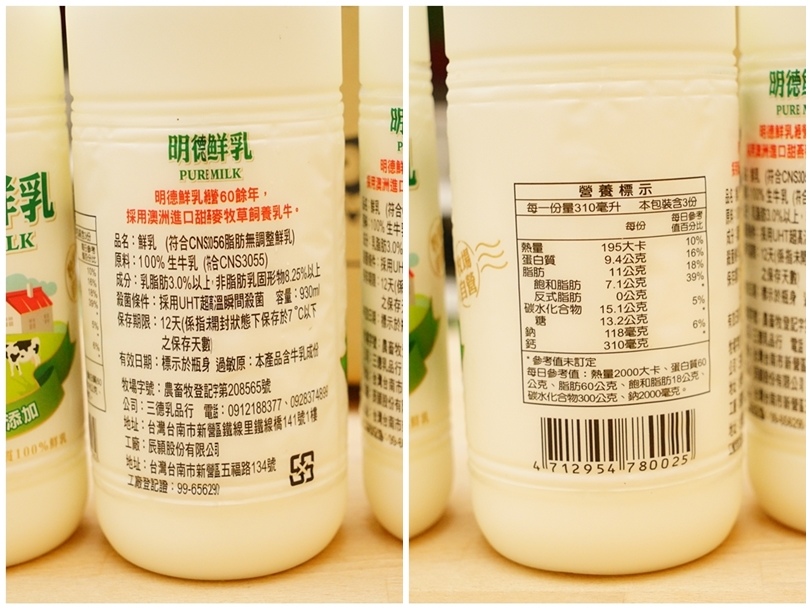 明德鮮乳
PURE MILK
明德鮮乳經營60餘年，
採用澳洲進口甜燕麥牧草飼養乳牛。
品名：鮮乳 (符合CNS3056脂肪無調整鮮乳)
原料：100%生牛乳 (符合CNS3055)
成分：乳脂肪3.0%以上，非脂肪乳固形物8.25%以上
殺菌條件：採用UHT超高溫瞬間殺菌 容量：930ml
保存期限：12天(係指未開封狀態下保存於7°C以下
之保存天數)
有效日期：標示於瓶身 過敏原：本產品含牛乳成份
牧場字號：農畜牧登記字第208565號
公司：三德乳品行 電話：0912188377、
地址：台灣台南市新營區鐵線里鐵線橋141號1樓
工廠：辰穎股份有限公司
地址：台灣台南市新營區五福路134號
工廠登記證：99-656290
鮮乳
LK
添加
100%鮮乳
營養標示
每一份量310毫升 本包裝含3份
每份 每日參考值百分比
熱量 195大卡 10%
蛋白質 9.4公克 16%
脂肪 11公克 18%
飽和脂肪 7.1公克 39%
反式脂肪 0公克 *
碳水化合物 15.1公克 5%
糖 13.2公克 *
鈉 118毫克 6%
鈣 310毫克 *
*參考值未訂定
每日參考值：熱量2000大卡、蛋白質60
公克、脂肪60公克、飽和脂肪18公克、
碳水化合物300公克、鈉2000毫克。
4 712954 780025